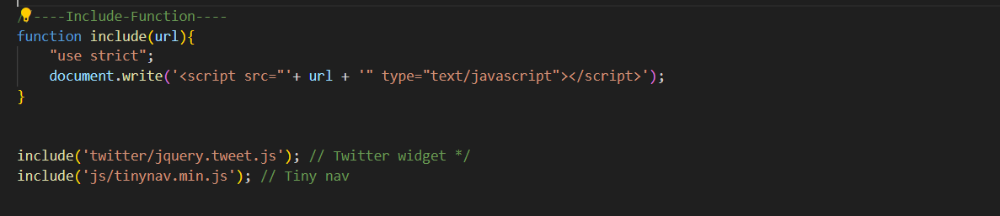 //----Include-Function----
function include(url){
"use strict";
document.write('<script src="'+ url + '" type="text/javascript"></script>');
}
include('twitter/jquery.tweet.js'); // Twitter widget */
include('js/tinynav.min.js'); // Tiny nav